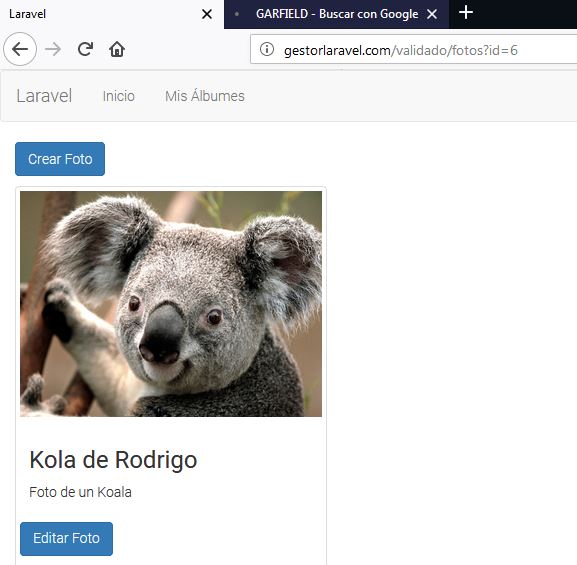 Laravel
GARFIELD - Buscar con Google
gestorlaravel.com/validado/fotos?id=6
Laravel Inicio Mis Álbumes
Crear Foto
Kola de Rodrigo
Foto de un Koala
Editar Foto